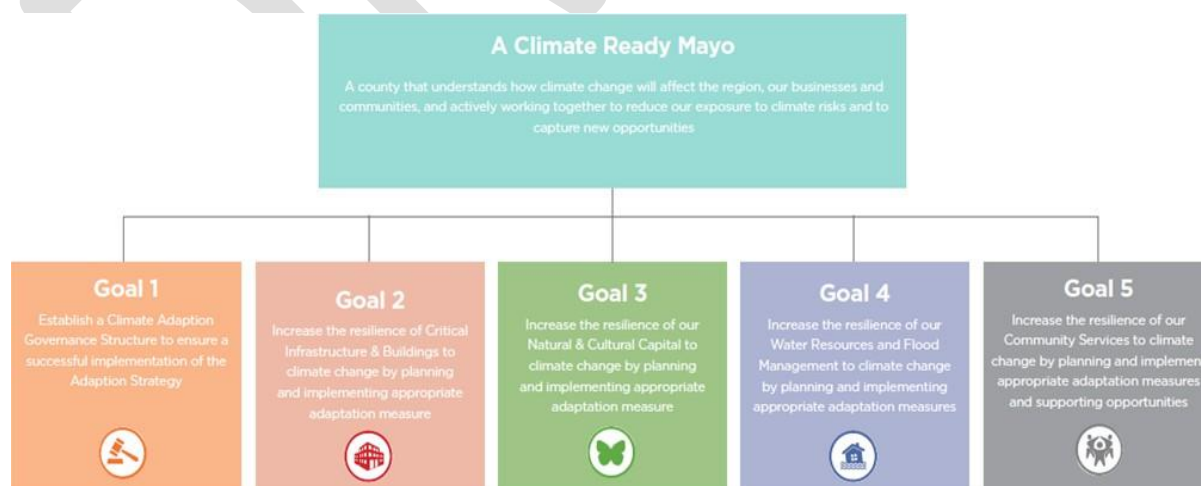 A Climate Ready Mayo
A county that understands how climate change will affect the region, our businesses and
communities, and actively working together to reduce our exposure to climate risks and to
capture new opportunities
Goal 1
Establish a Climate Adaption
Governance Structure to ensure a
successful implementation of the
Adaption Strategy
Goal 2
Increase the resilience of Critical
Infrastructure & Buildings to
climate change by planning
and implementing appropriate
adaptation measure
Goal 3
Increase the resilience of our
Natural & Cultural Capital to
climate change by planning
and implementing appropriate
adaptation measure
Goal 4
Increase the resilience of our
Water Resources and Flood
Management to climate change
by planning and implementing
appropriate adaptation measures
Goal 5
Increase the resilience of our
Community Services to climate
change by planning and implemen
appropriate adaptation measures
and supporting opportunities